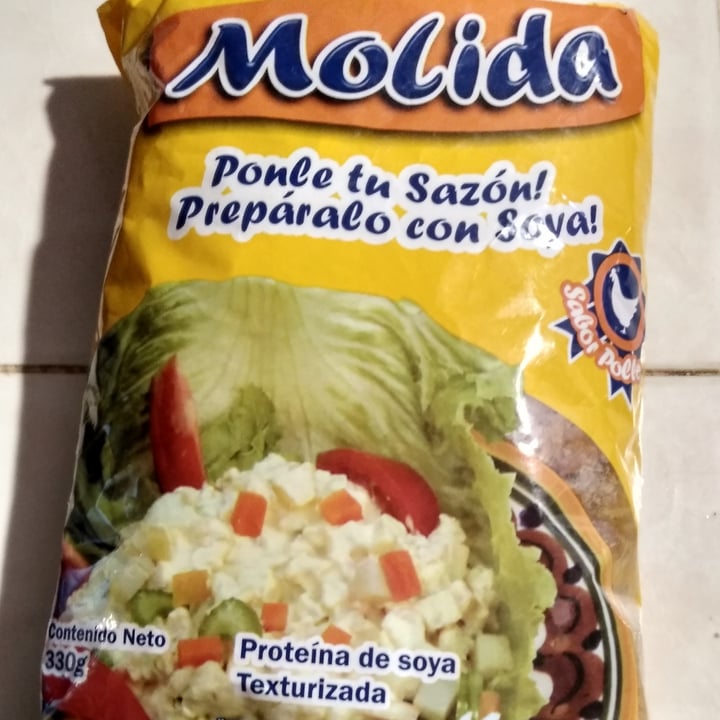 Molida
Ponle tu Sazón!
Prepáralo con Soya!
Sabor Pollo
Contenido Neto
330g
Proteína de soya
Texturizada